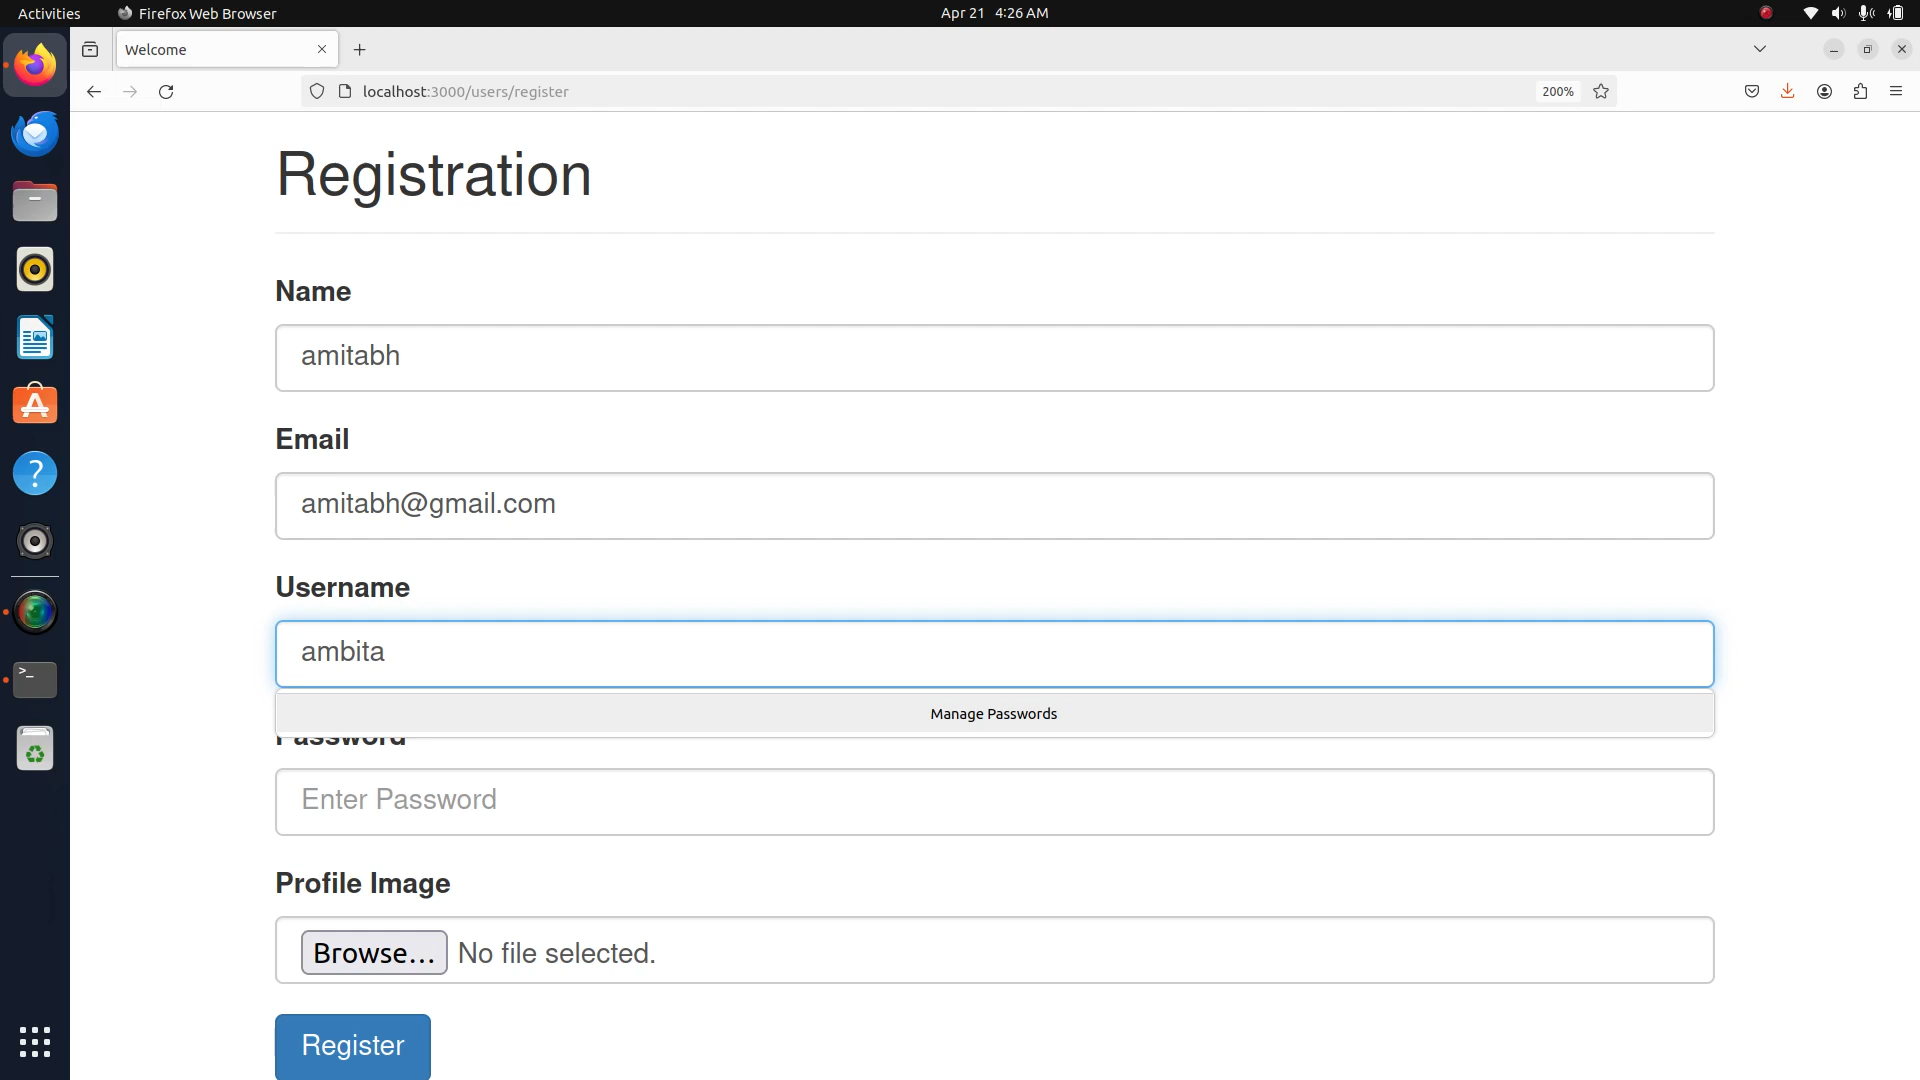 Activities
Firefox Web Browser
Apr 21 4:26 AM
Welcome
localhost:3000/users/register
200%
Registration
Name
amitabh
Email
amitabh@gmail.com
Username
ambita
Manage Passwords
Password
Enter Password
Profile Image
Browse... No file selected.
Register